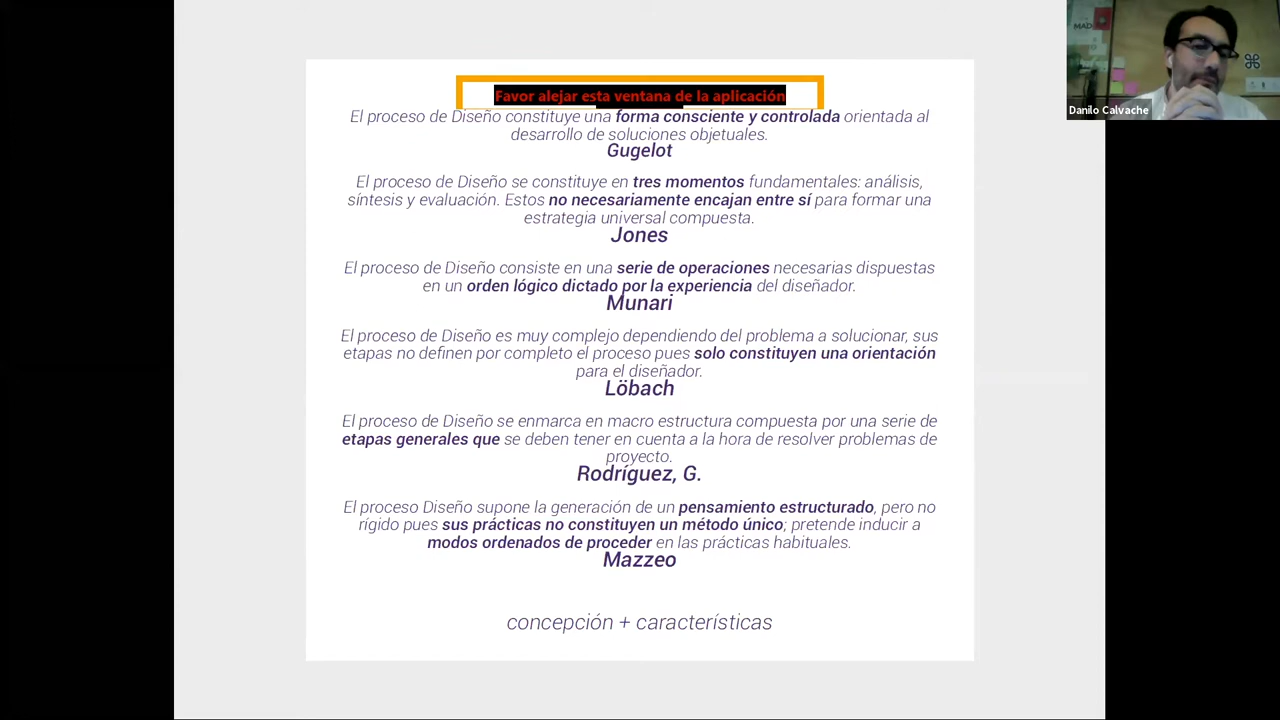 Favor alejar esta ventana de la aplicación
El proceso de Diseño constituye una forma consciente y controlada orientada al
desarrollo de soluciones objetuales.
Gugelot
El proceso de Diseño se constituye en tres momentos fundamentales: análisis,
síntesis y evaluación. Estos no necesariamente encajan entre sí para formar una
estrategia universal compuesta.
Jones
El proceso de Diseño consiste en una serie de operaciones necesarias dispuestas
en un orden lógico dictado por la experiencia del diseñador.
Munari
El proceso de Diseño es muy complejo dependiendo del problema a solucionar, sus
etapas no definen por completo el proceso pues solo constituyen una orientación
para el diseñador.
Löbach
El proceso de Diseño se enmarca en macro estructura compuesta por una serie de
etapas generales que se deben tener en cuenta a la hora de resolver problemas de
proyecto.
Rodríguez, G.
El proceso Diseño supone la generación de un pensamiento estructurado, pero no
rígido pues sus prácticas no constituyen un método único; pretende inducir a
modos ordenados de proceder en las prácticas habituales.
Mazzeo
concepción + características
MAD
Danilo Calvache